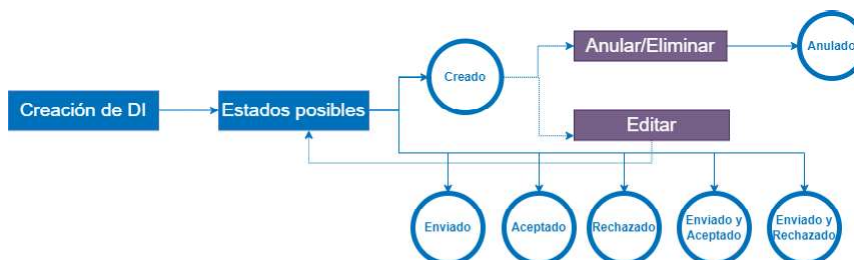 Anular/Eliminar
Anulado
Creado
Creación de DI
Estados posibles
Editar
Enviado
Aceptado
Rechazado
Enviado y
Aceptado
Enviado y
Rechazado